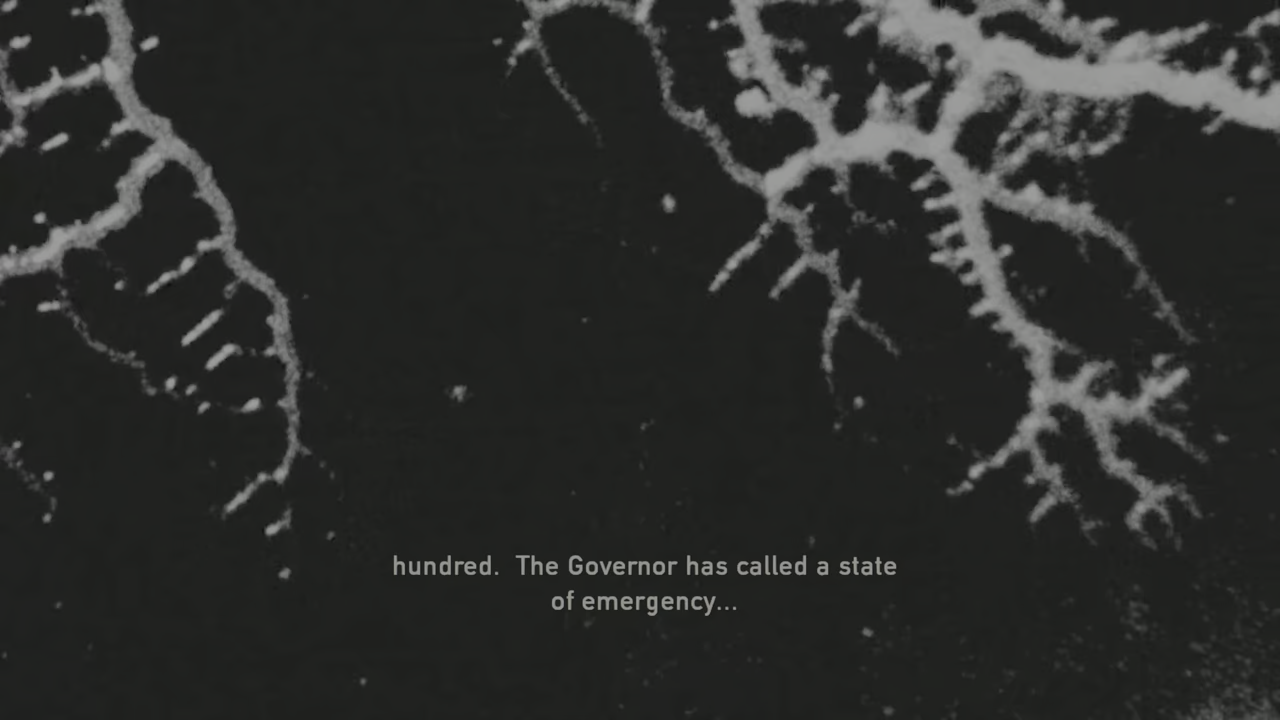 hundred.  The Governor has called a state
of emergency...